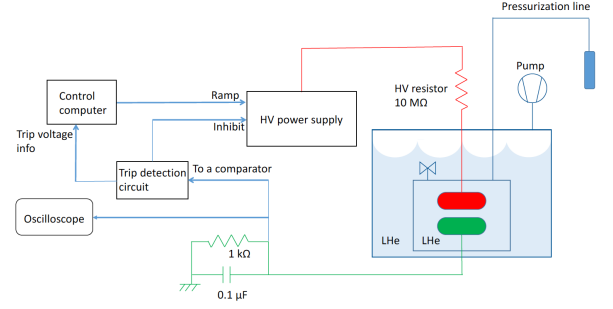 Pressurization line
Pump
HV resistor
10 MΩ
Control
computer
Ramp
HV power supply
Inhibit
Trip voltage
info
Trip detection
circuit
To a comparator
Oscilloscope
LHe
LHe
1 kΩ
0.1 µF